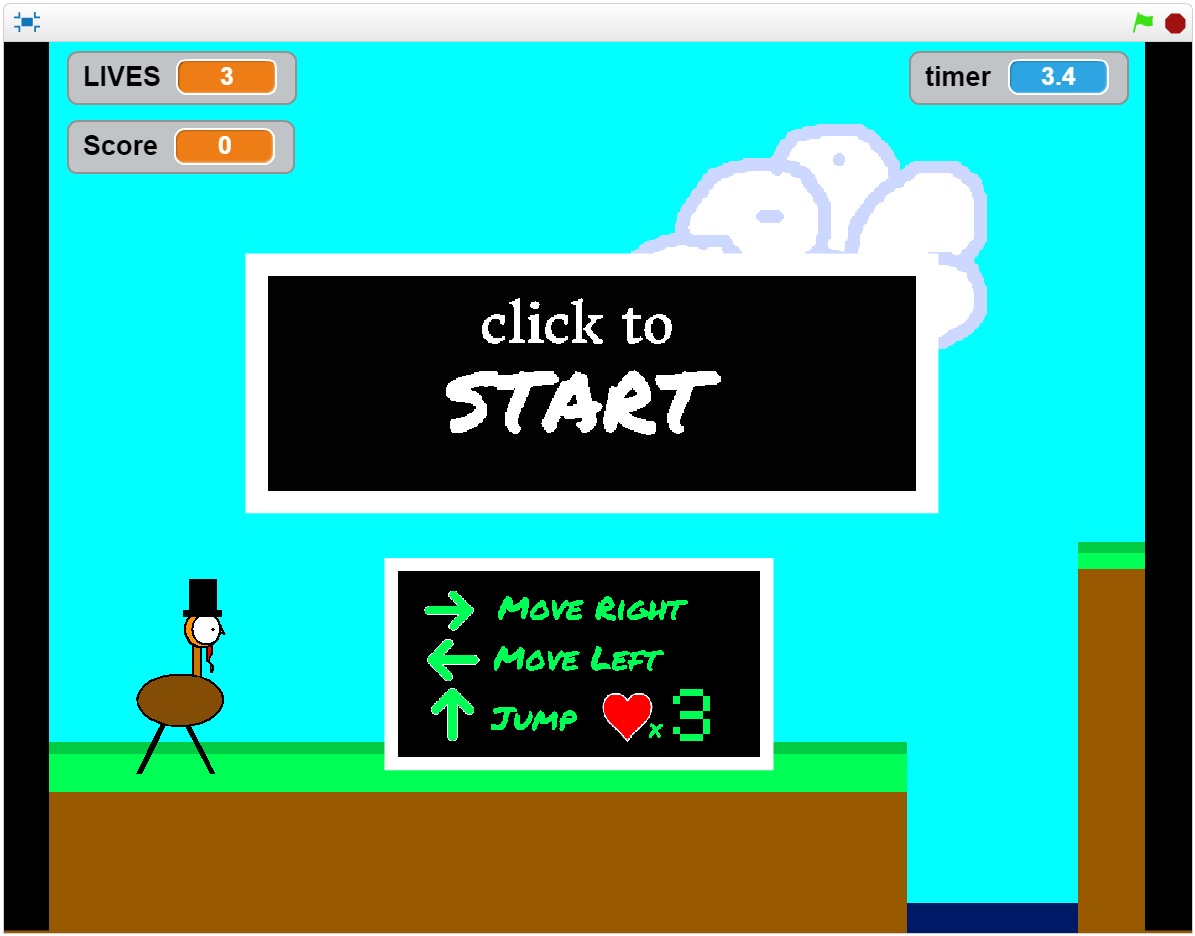 LIVES 3
timer 3.4
Score 0
click to
START
Move Right
Move Left
Jump x 3